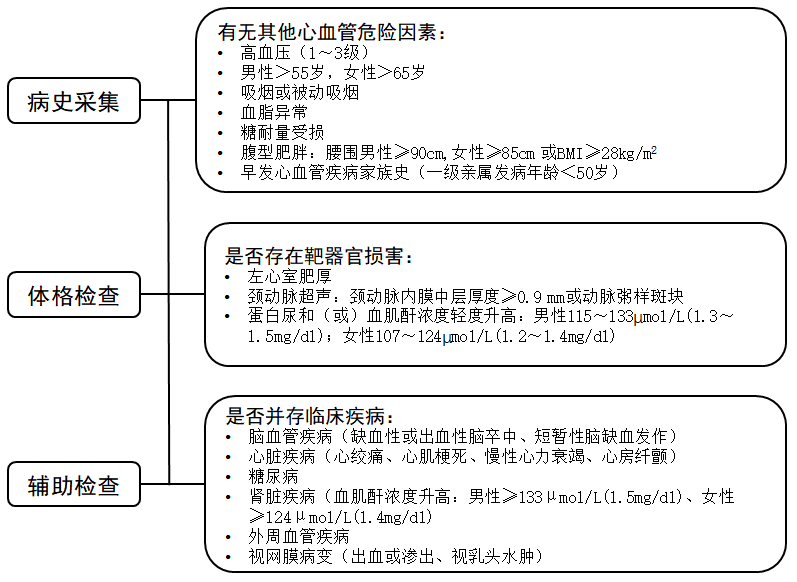 病史采集
有无其他心血管危险因素：
• 高血压（1～3级）
• 男性＞55岁，女性＞65岁
• 吸烟或被动吸烟
• 血脂异常
• 糖耐量受损
• 腹型肥胖：腰围男性≥90cm,女性≥85cm 或BMI≥28kg/m²
• 早发心血管疾病家族史（一级亲属发病年龄＜50岁）
体格检查
是否存在靶器官损害：
• 左心室肥厚
• 颈动脉超声：颈动脉内膜中层厚度≥0.9 mm或动脉粥样斑块
• 蛋白尿和（或）血肌酐浓度轻度升高：男性115～133μmol/L(1.3～
1.5mg/dl)；女性107～124μmol/L(1.2～1.4mg/dl)
辅助检查
是否并存临床疾病：
• 脑血管疾病（缺血性或出血性脑卒中、短暂性脑缺血发作）
• 心脏疾病（心绞痛、心肌梗死、慢性心力衰竭、心房纤颤）
• 糖尿病
• 肾脏疾病（血肌酐浓度升高：男性≥133μmol/L(1.5mg/dl)、女性
≥124μmol/L(1.4mg/dl)
• 外周血管疾病
• 视网膜病变（出血或渗出、视乳头水肿）